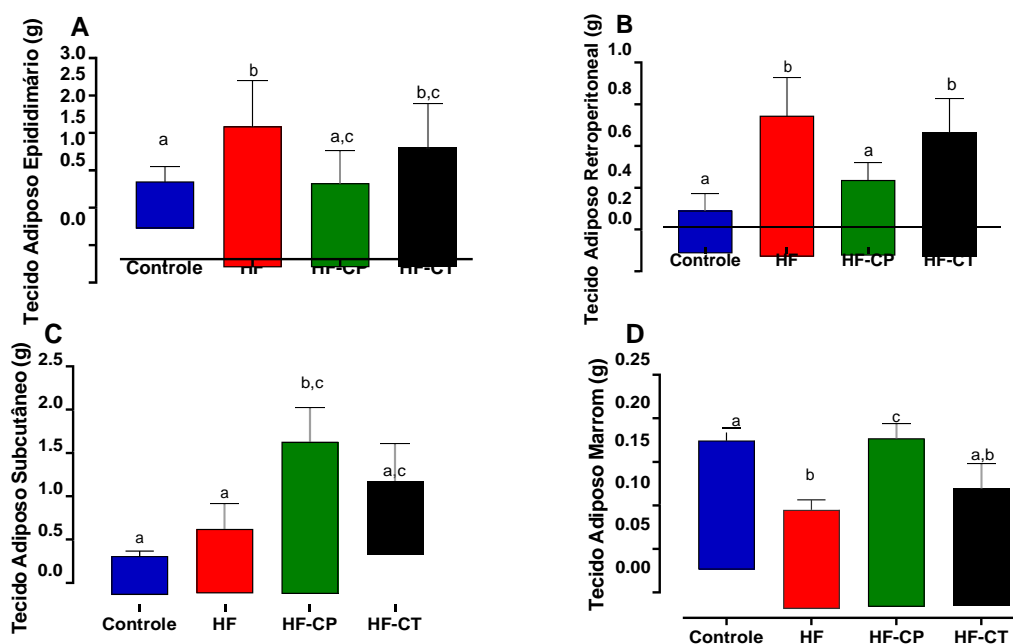 A
Tecido Adiposo Epididimário (g)
3.0
2.5
2.0
1.5
1.0
0.5
0.0
a
b
a,c
b,c
Controle
HF
HF-CP
HF-CT
B
Tecido Adiposo Retroperitoneal (g)
1.0
0.8
0.6
0.4
0.2
0.0
a
b
a
b
Controle
HF
HF-CP
HF-CT
C
Tecido Adiposo Subcutâneo (g)
2.5
2.0
1.5
1.0
0.5
0.0
a
a
b,c
a,c
Controle
HF
HF-CP
HF-CT
D
Tecido Adiposo Marrom (g)
0.25
0.20
0.15
0.10
0.05
0.00
a
b
c
a,b
Controle
HF
HF-CP
HF-CT